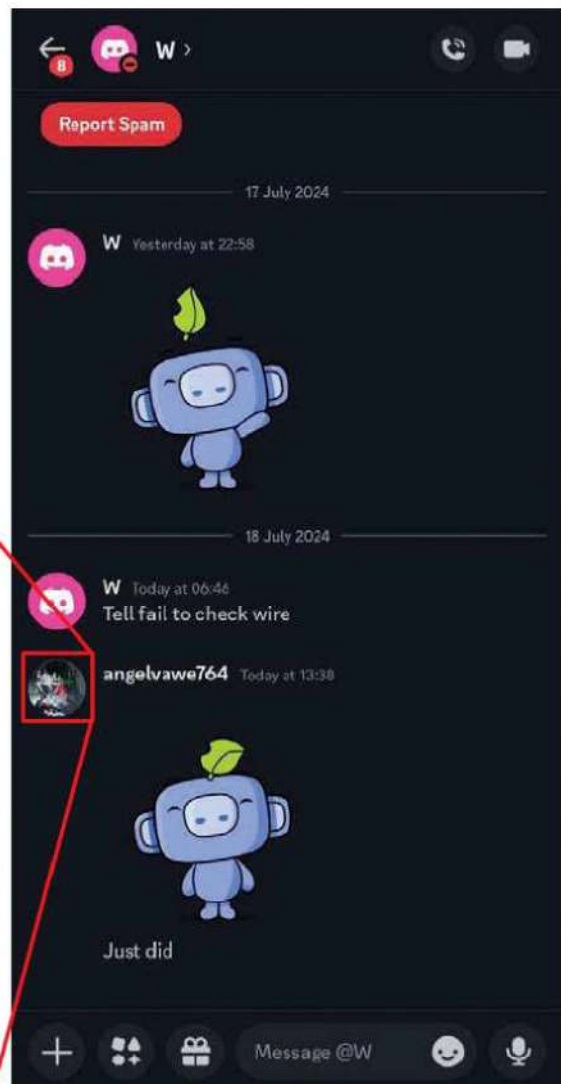 8
W >
Report Spam
17 July 2024
W Yesterday at 22:58
18 July 2024
W Today at 06:46
Tell fail to check wire
angelvawe764 Today at 13:38
Just did
Message @W